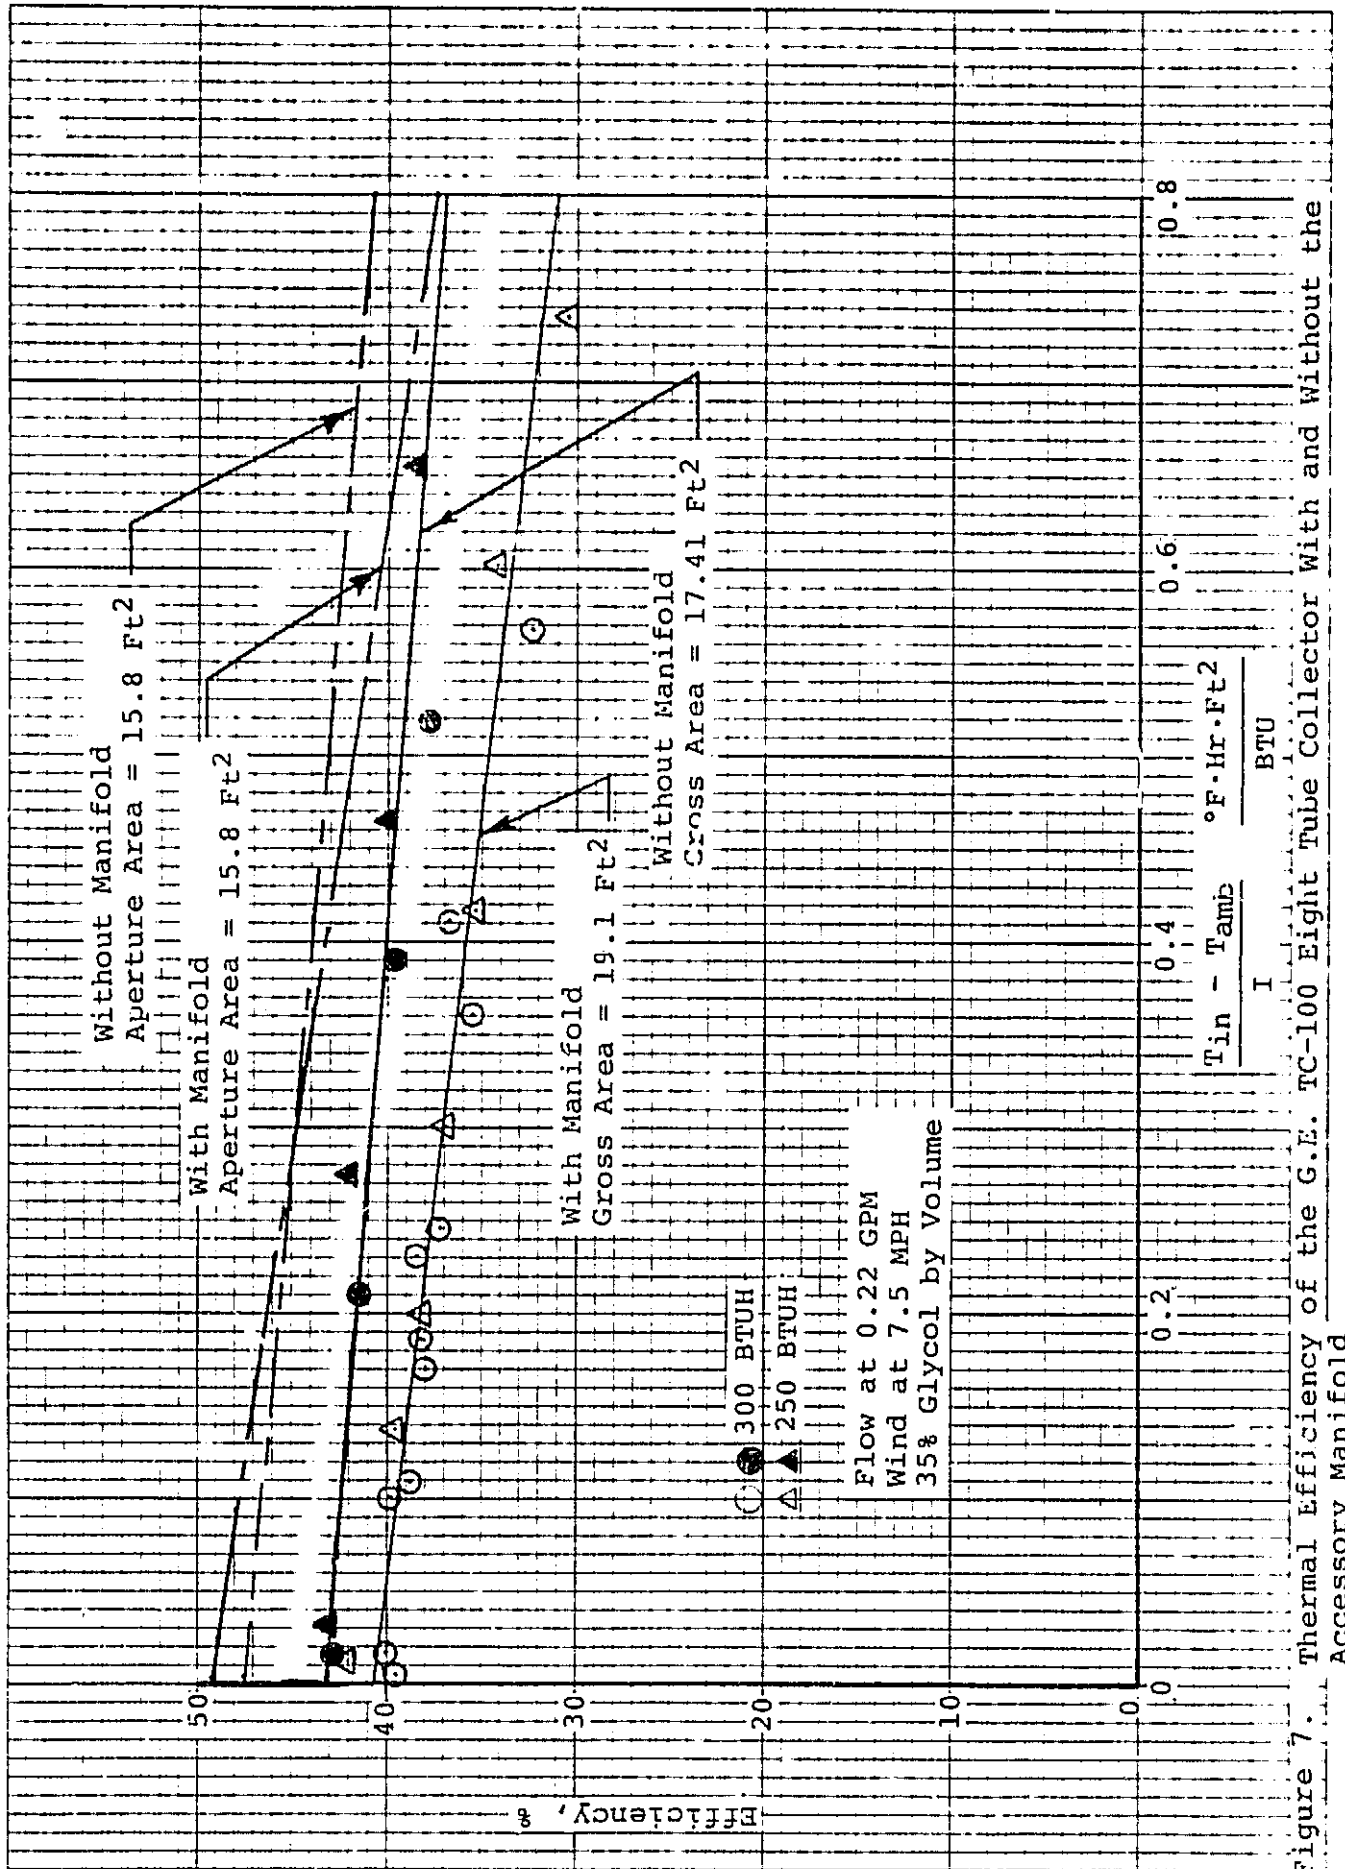 Without Manifold
Aperture Area = 15.8 Ft2
With Manifold
Aperture Area = 15.8 Ft2
With Manifold
Gross Area = 19.1 Ft2
Without Manifold
Gross Area = 17.41 Ft2
300 BTUH
250 BTUH
Flow at 0.22 GPM
Wind at 7.5 MPH
35% Glycol by Volume
Efficiency, %
50
40
30
20
10
0
0
0.2
0.4
0.6
0.8
Tin - Tamb °F·Hr·Ft2
I BTU
Figure 7. Thermal Efficiency of the G.E. TC-100 Eight Tube Collector With and Without the
Accessory Manifold